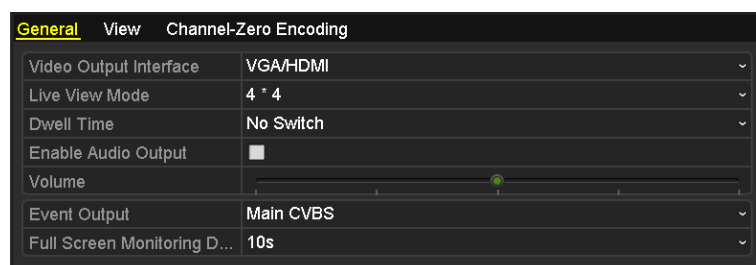 General View Channel-Zero Encoding
Video Output Interface VGA/HDMI
Live View Mode 4 * 4
Dwell Time No Switch
Enable Audio Output
Volume
Event Output Main CVBS
Full Screen Monitoring D... 10s